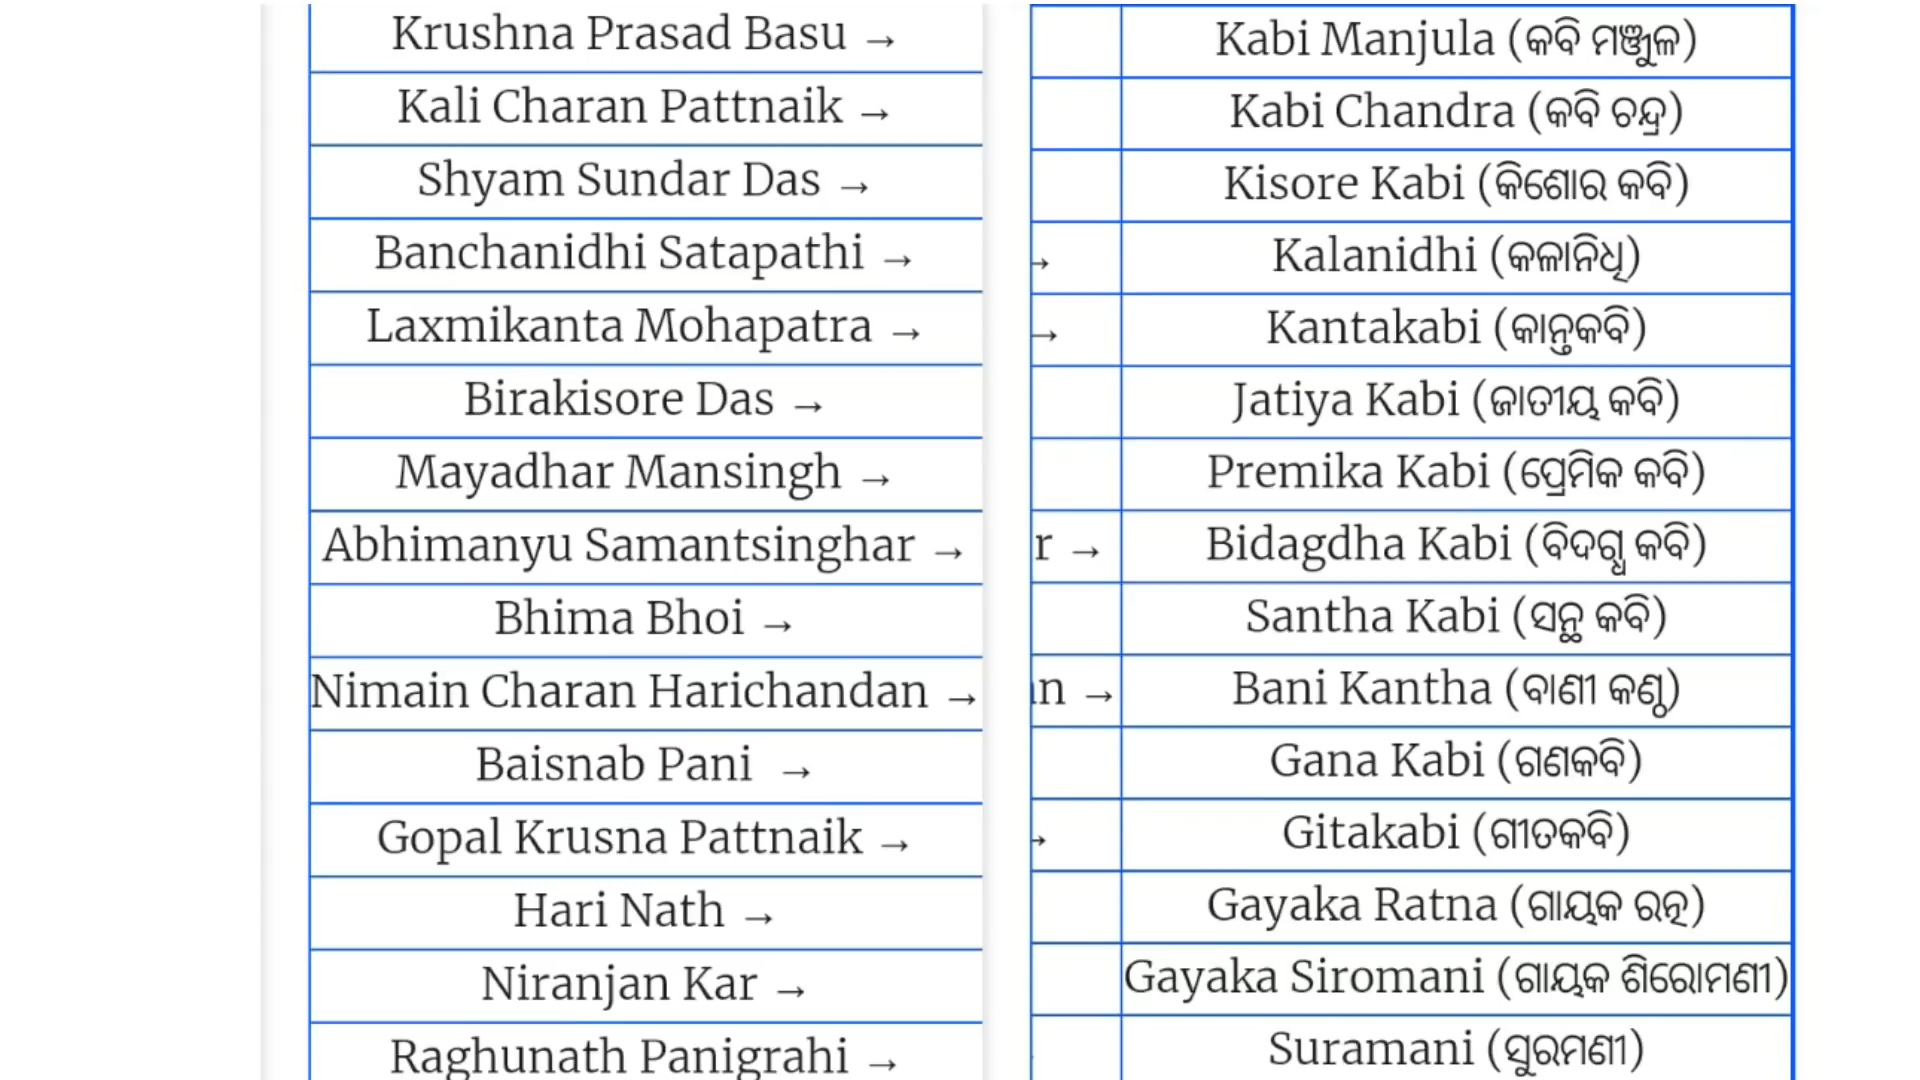 Krushna Prasad Basu → Kabi Manjula (କବି ମଞ୍ଜୁଳ)
Kali Charan Pattnaik → Kabi Chandra (କବି ଚନ୍ଦ୍ର)
Shyam Sundar Das → Kisore Kabi (କିଶୋର କବି)
Banchanidhi Satapathi → → Kalanidhi (କଳାନିଧି)
Laxmikanta Mohapatra → → Kantakabi (କାନ୍ତକବି)
Birakisore Das → Jatiya Kabi (ଜାତୀୟ କବି)
Mayadhar Mansingh → Premika Kabi (ପ୍ରେମିକ କବି)
Abhimanyu Samantsinghar → r → Bidagdha Kabi (ବିଦଗ୍ଧ କବି)
Bhima Bhoi → Santha Kabi (ସନ୍ଥ କବି)
Nimain Charan Harichandan → n → Bani Kantha (ବାଣୀ କଣ୍ଠ)
Baisnab Pani → Gana Kabi (ଗଣକବି)
Gopal Krusna Pattnaik → → Gitakabi (ଗୀତକବି)
Hari Nath → Gayaka Ratna (ଗାୟକ ରତ୍ନ)
Niranjan Kar → Gayaka Siromani (ଗାୟକ ଶିରୋମଣୀ)
Raghunath Panigrahi → Suramani (ସୁରମଣୀ)